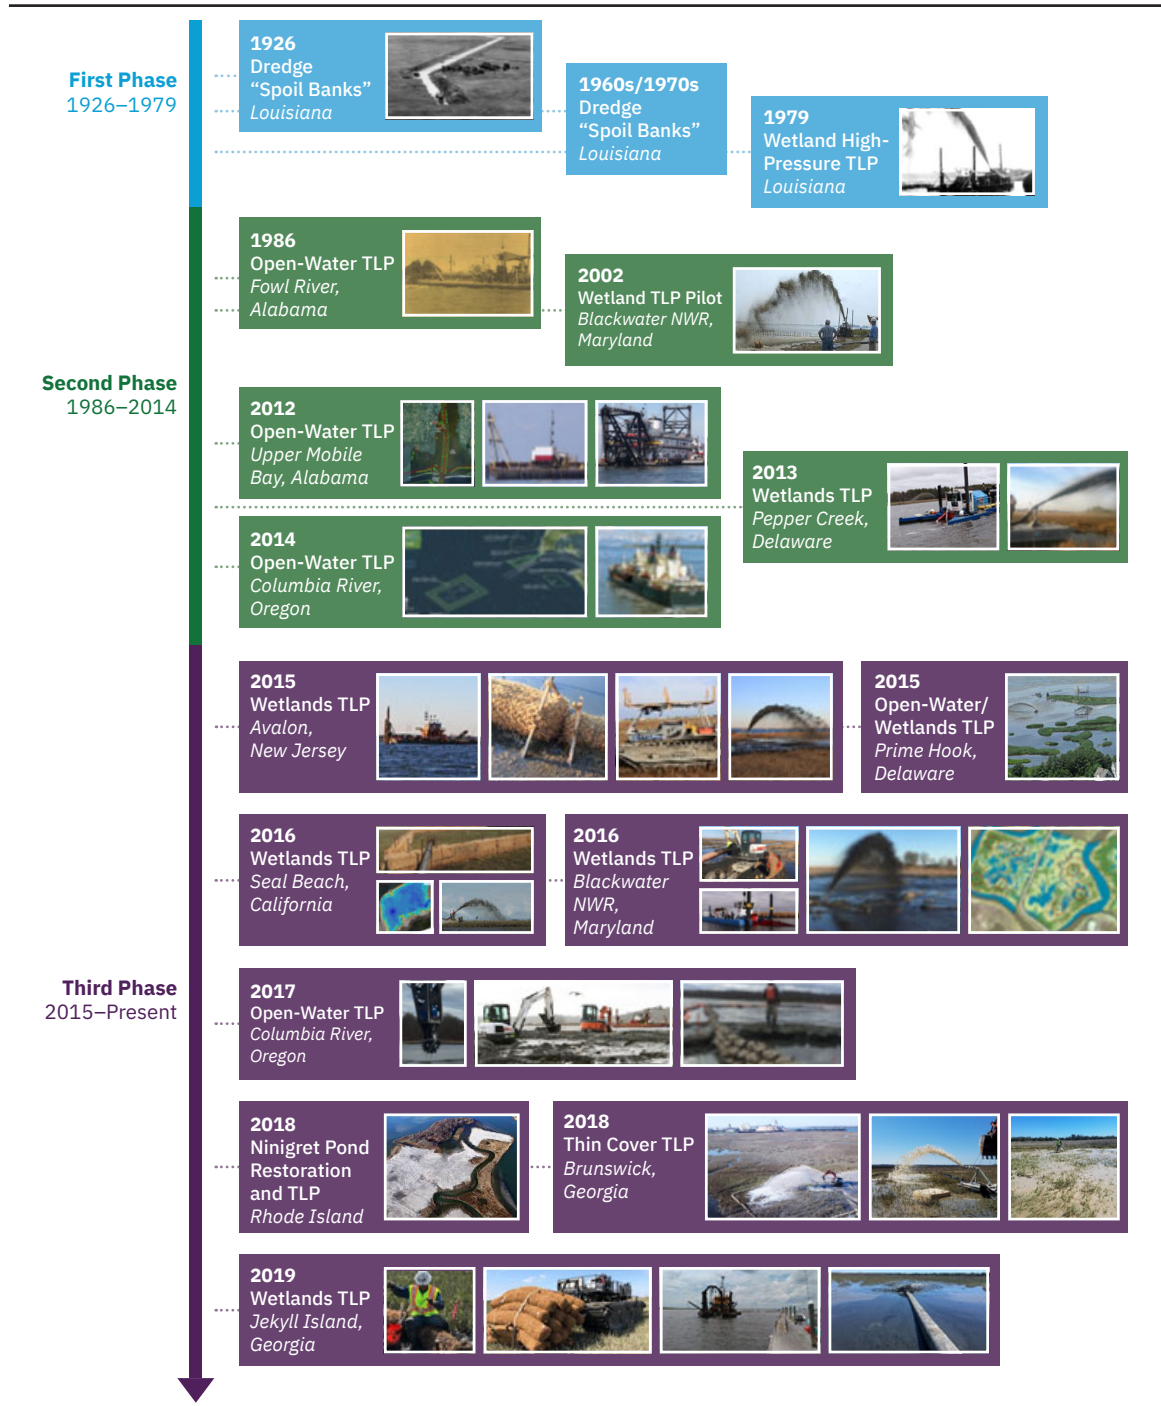 First Phase
1926–1979
1926
Dredge
“Spoil Banks”
Louisiana
1960s/1970s
Dredge
“Spoil Banks”
Louisiana
1979
Wetland High-
Pressure TLP
Louisiana
Second Phase
1986–2014
1986
Open-Water TLP
Fowl River,
Alabama
2002
Wetland TLP Pilot
Blackwater NWR,
Maryland
2012
Open-Water TLP
Upper Mobile
Bay, Alabama
2013
Wetlands TLP
Pepper Creek,
Delaware
2014
Open-Water TLP
Columbia River,
Oregon
Third Phase
2015–Present
2015
Wetlands TLP
Avalon,
New Jersey
2015
Open-Water/
Wetlands TLP
Prime Hook,
Delaware
2016
Wetlands TLP
Seal Beach,
California
2016
Wetlands TLP
Blackwater
NWR,
Maryland
2017
Open-Water TLP
Columbia River,
Oregon
2018
Ninigret Pond
Restoration
and TLP
Rhode Island
2018
Thin Cover TLP
Brunswick,
Georgia
2019
Wetlands TLP
Jekyll Island,
Georgia